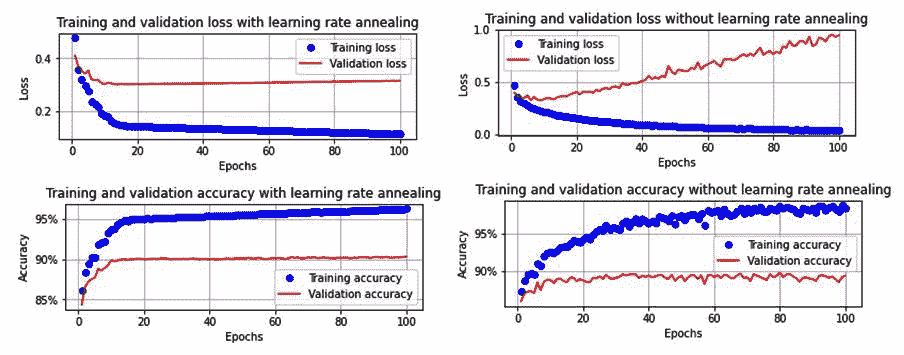 Training and validation loss with learning rate annealing
Loss
0.4
0.2
Training loss
Validation loss
0 20 40 60 80 100
Epochs
Training and validation loss without learning rate annealing
Loss
1.0
0.5
0.0
Training loss
Validation loss
0 20 40 60 80 100
Epochs
Training and validation accuracy with learning rate annealing
Accuracy
95%
90%
85%
Training accuracy
Validation accuracy
0 20 40 60 80 100
Epochs
Training and validation accuracy without learning rate annealing
Accuracy
95%
90%
Training accuracy
Validation accuracy
0 20 40 60 80 100
Epochs